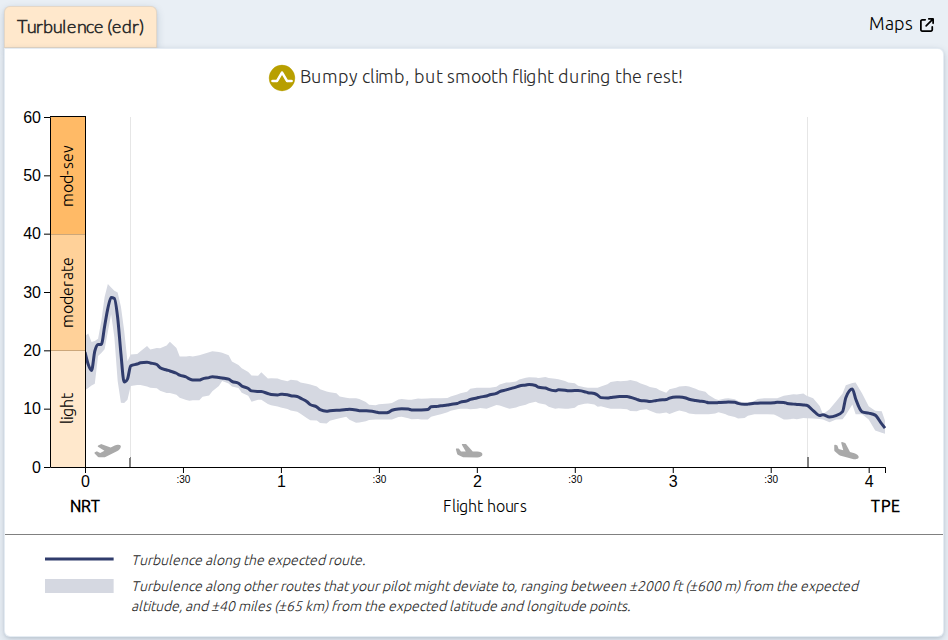 Turbulence (edr)
Maps
Bumpy climb, but smooth flight during the rest!
60
50
40
30
20
10
0
mod-sev
moderate
light
0 :30 1 :30 2 :30 3 :30 4
NRT Flight hours TPE
Turbulence along the expected route.
Turbulence along other routes that your pilot might deviate to, ranging between ±2000 ft (±600 m) from the expected
altitude, and ±40 miles (±65 km) from the expected latitude and longitude points.